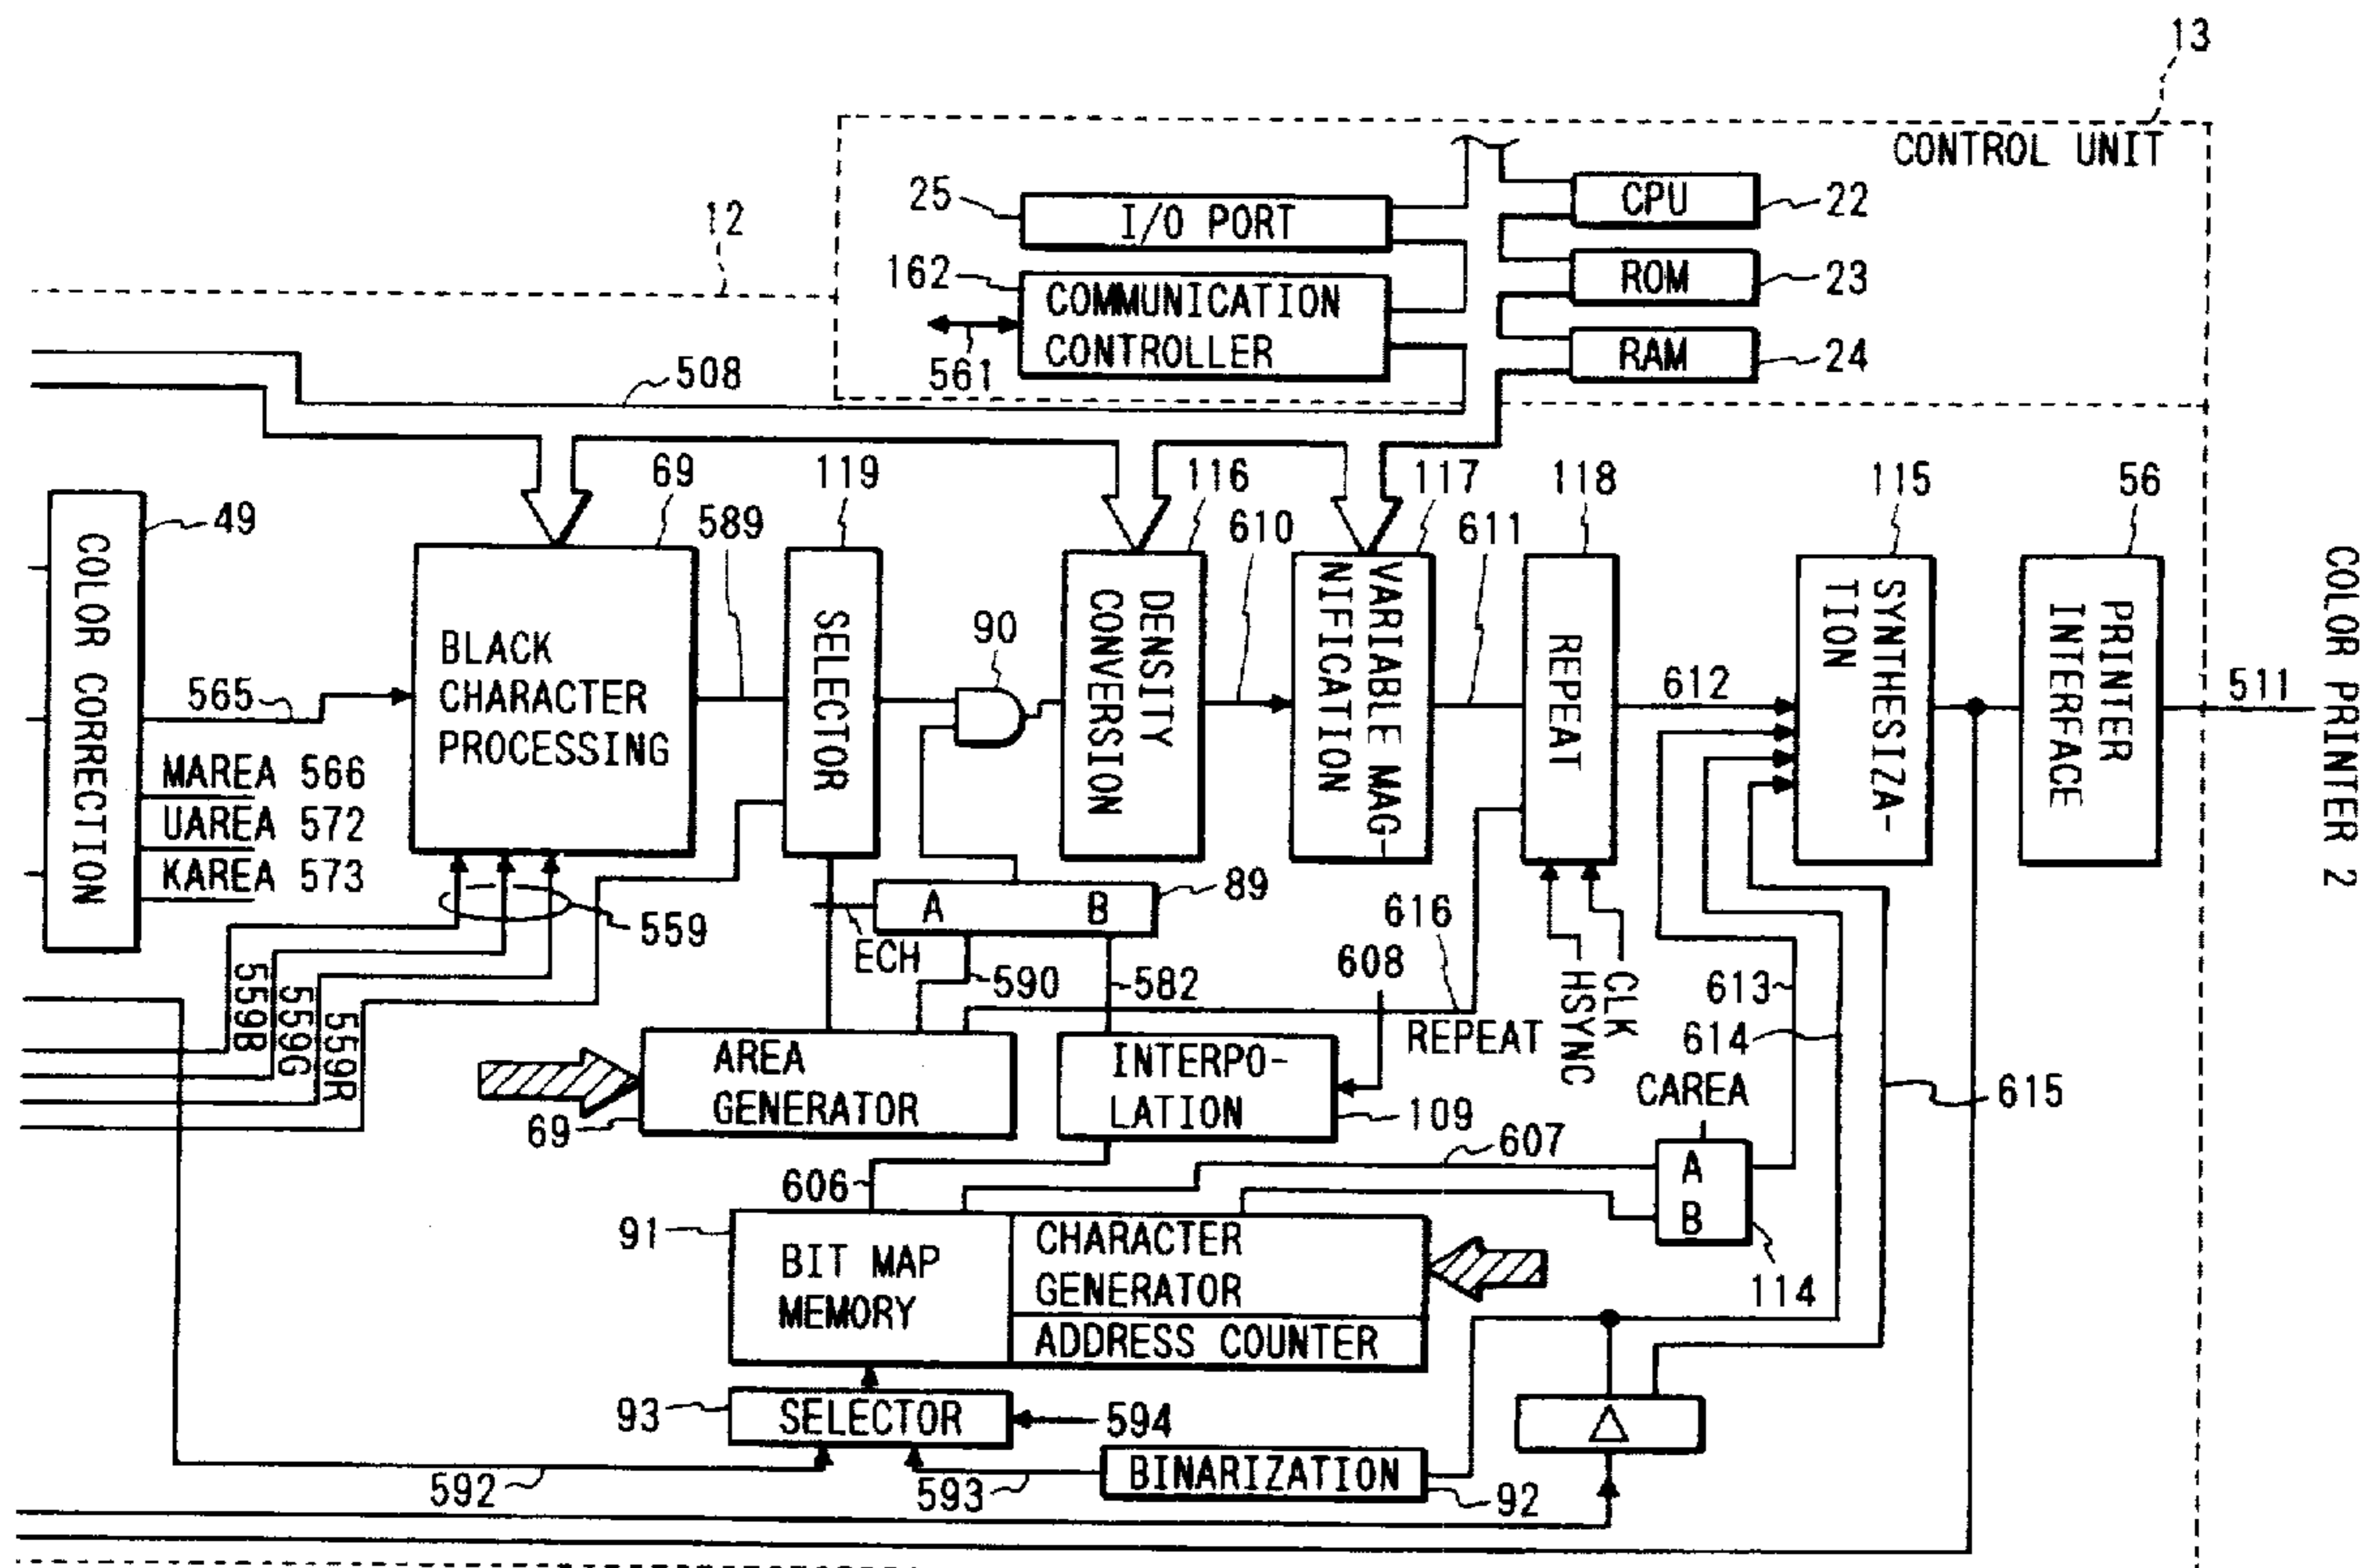 13
CONTROL UNIT
25
I/O PORT
CPU
22
12
162
COMMUNICATION
CONTROLLER
561
ROM
23
RAM
24
508
69
119
116
117
118
115
56
49
589
610
611
COLOR CORRECTION
565
BLACK
CHARACTER
PROCESSING
SELECTOR
90
DENSITY
CONVERSION
VARIABLE MAG-
NIFICATION
REPEAT
612
SYNTHESIZA-
TION
PRINTER
INTERFACE
511
COLOR PRINTER 2
MAREA 566
UAREA 572
KAREA 573
559
A B
89
ECH
590
582
616
608
REPEAT
HSYNC
CLK
613
614
CAREA
615
559B
559G
559R
AREA
GENERATOR
69
INTERPO-
LATION
109
607
606
A
B
114
91
BIT MAP
MEMORY
CHARACTER
GENERATOR
ADDRESS COUNTER
93
SELECTOR
594
△
592
593
BINARIZATION
92